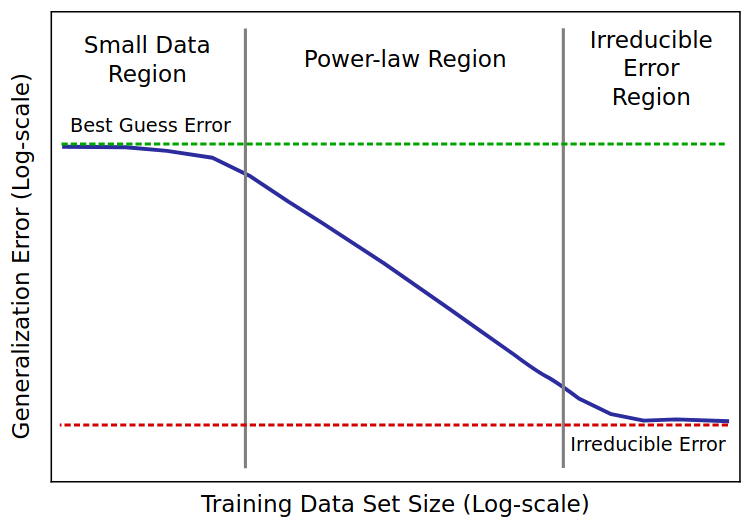 Small Data
Region
Power-law Region
Irreducible
Error
Region
Best Guess Error
Irreducible Error
Generalization Error (Log-scale)
Training Data Set Size (Log-scale)